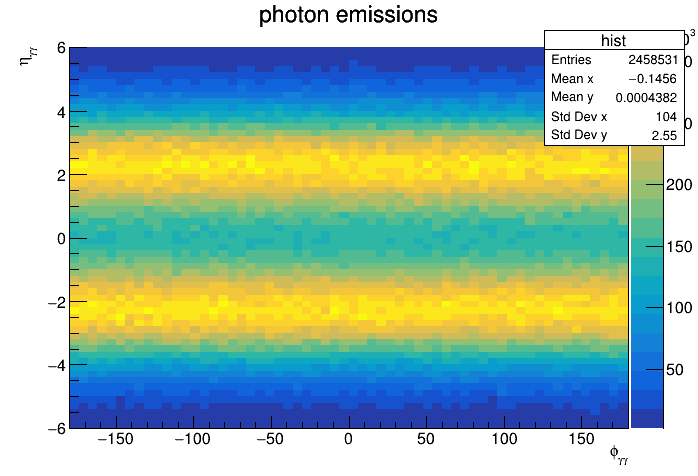 photon emissions
η_γγ
hist
Entries 2458531
Mean x −0.1456
Mean y 0.0004382
Std Dev x 104
Std Dev y 2.55
6
4
2
0
−2
−4
−6
−150 −100 −50 0 50 100 150
ϕ_γγ
200
150
100
50